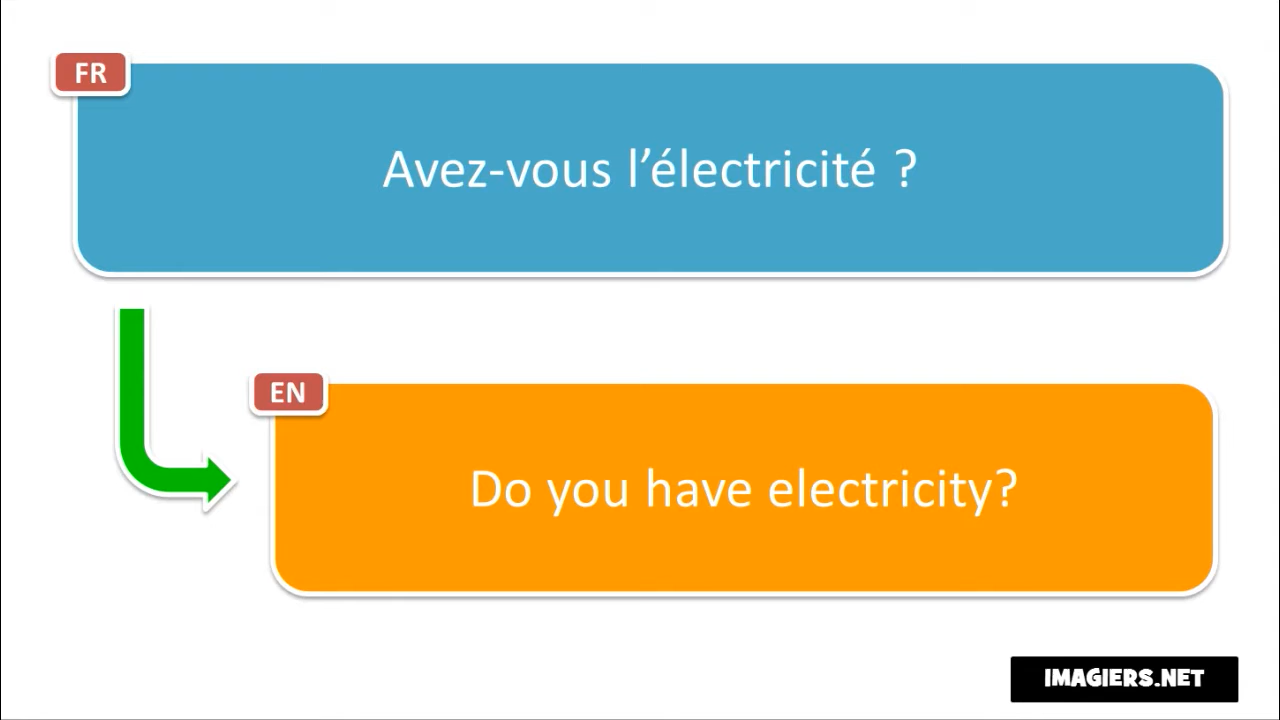 FR
Avez-vous l’électricité ?
EN
Do you have electricity?
IMAGIERS.NET